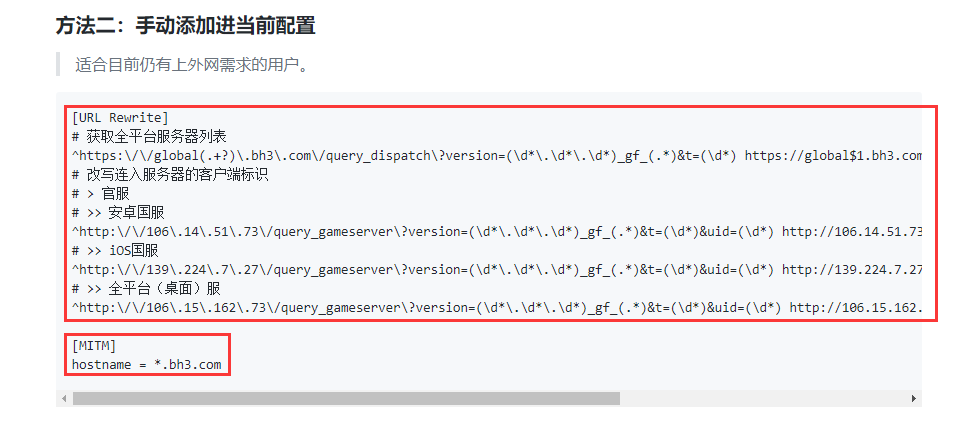 方法二：手动添加进当前配置
适合目前仍有上外网需求的用户。
[URL Rewrite]
# 获取全平台服务器列表
^https:\/\/global(.+?)\.bh3\.com\/query_dispatch\?version=(\d*\.\d*\.\d*)_gf_(.*)&t=(\d*) https://global$1.bh3.com
# 改写连入服务器的客户端标识
# > 官服
# >> 安卓国服
^http:\/\/106\.14\.51\.73\/query_gameserver\?version=(\d*\.\d*\.\d*)_gf_(.*)&t=(\d*)&uid=(\d*) http://106.14.51.73
# >> iOS国服
^http:\/\/139\.224\.7\.27\/query_gameserver\?version=(\d*\.\d*\.\d*)_gf_(.*)&t=(\d*)&uid=(\d*) http://139.224.7.27
# >> 全平台（桌面）服
^http:\/\/106\.15\.162\.73\/query_gameserver\?version=(\d*\.\d*\.\d*)_gf_(.*)&t=(\d*)&uid=(\d*) http://106.15.162.
[MITM]
hostname = *.bh3.com